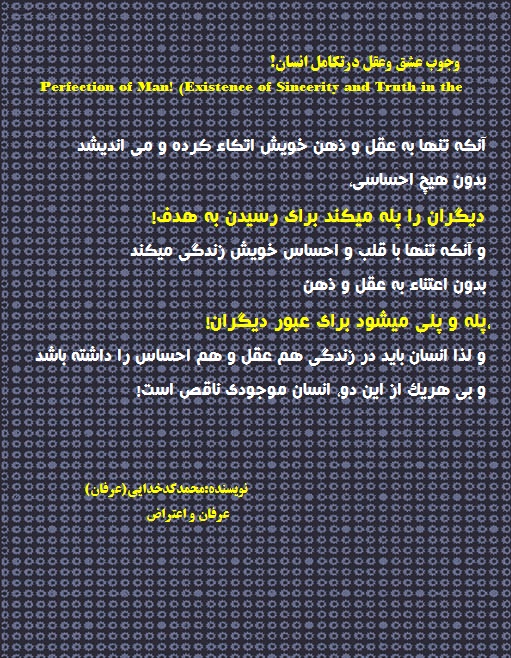 وجوب عشق وعقل درتکامل انسان!
Perfection of Man! (Existence of Sincerity and Truth in the
آنکه تنها به عقل و ذهن خویش اتکاء کرده و می اندیشد
بدون هیچ احساسی،
دیگران را پله میکند برای رسیدن به هدف!
و آنکه تنها با قلب و احساس خویش زندگی میکند
بدون اعتناء به عقل و ذهن
،پله و پلی میشود برای عبور دیگران!
و لذا انسان باید در زندگی هم عقل و هم احساس را داشته باشد
و بی هریک از این دو، انسان موجودی ناقص است!
نویسنده:محمدکدخدایی(عرفان)
عرفان و اعتراض